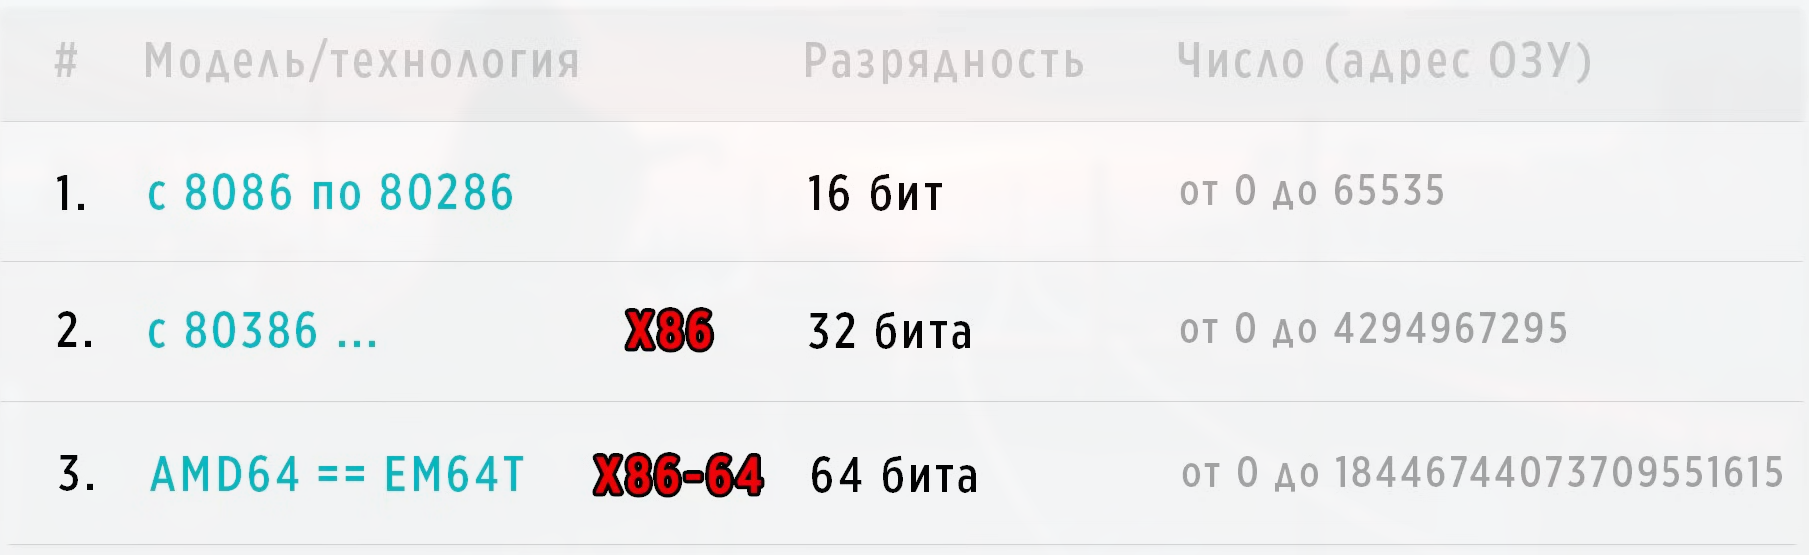 # Модель/технология Разрядность Число (адрес ОЗУ)
1. с 8086 по 80286 16 бит от 0 до 65535
2. с 80386 ... X86 32 бита от 0 до 4294967295
3. AMD64 == EM64T X86-64 64 бита от 0 до 18446744073709551615